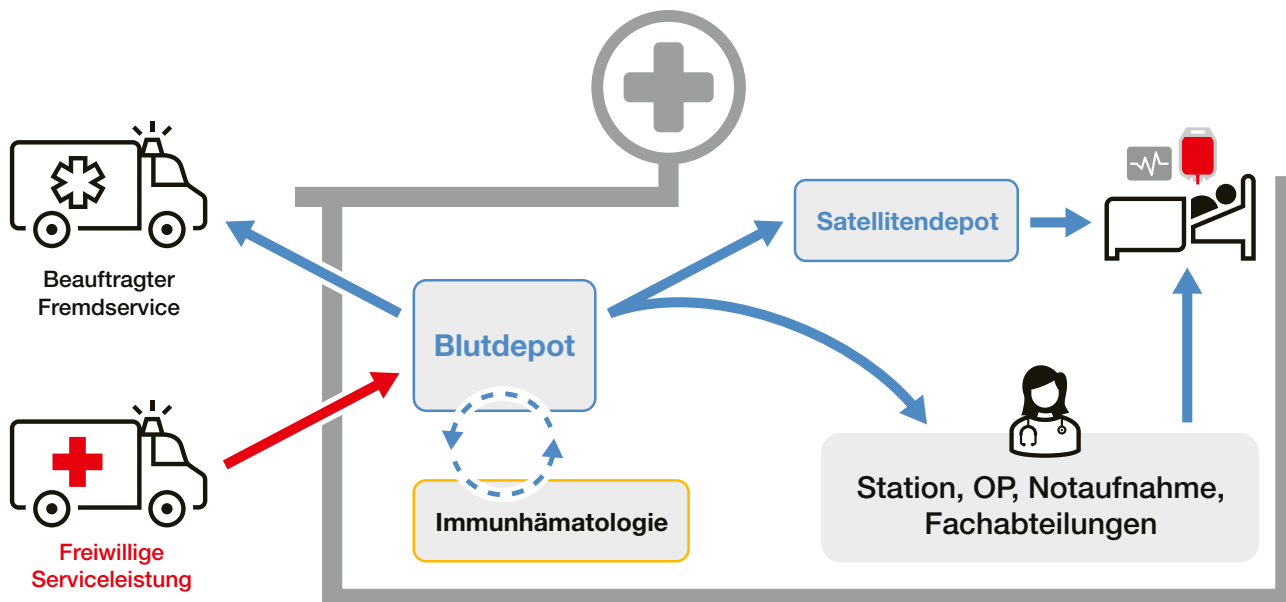 Beauftragter
Fremdservice
Freiwillige
Serviceleistung
Blutdepot
Immunhämatologie
Satellitendepot
Station, OP, Notaufnahme,
Fachabteilungen